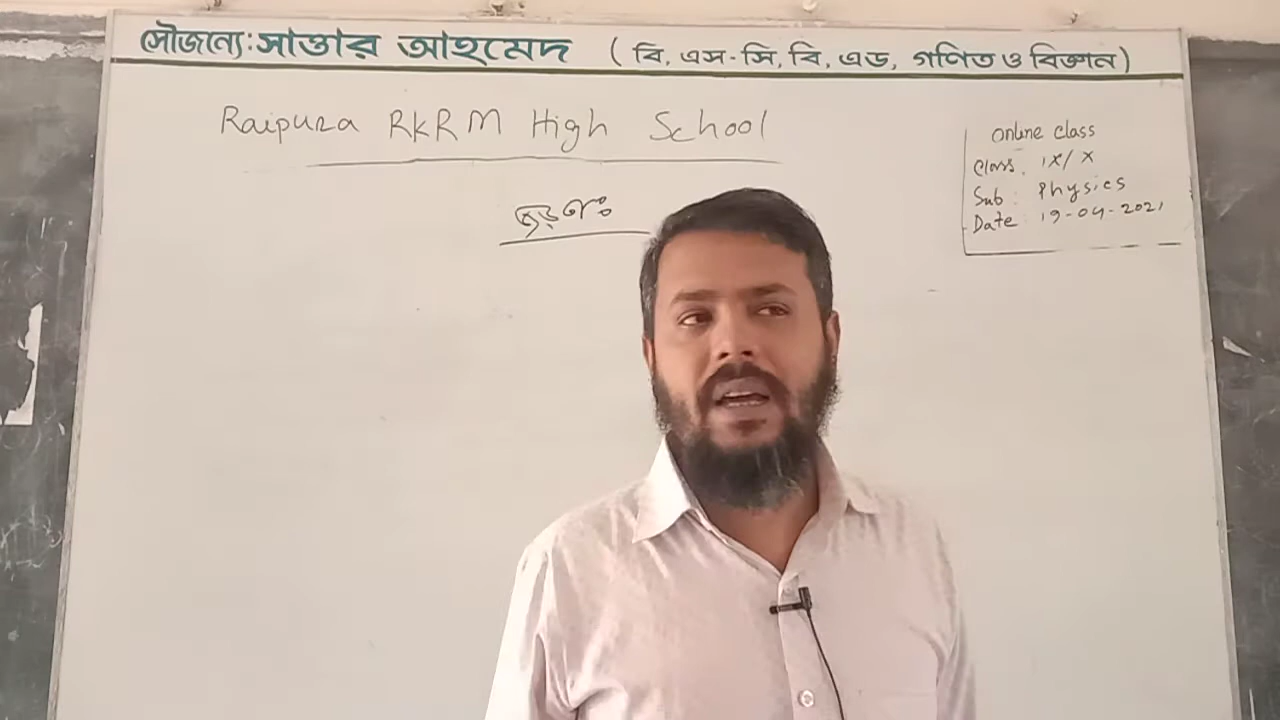 সৌজন্যে: সাত্তার আহমেদ (বি, এস-সি, বি, এড, গণিত ও বিজ্ঞান)
Raipura RKRM High School
Online class
Class: IX/X
Sub: Physics
Date: 19-04-2021